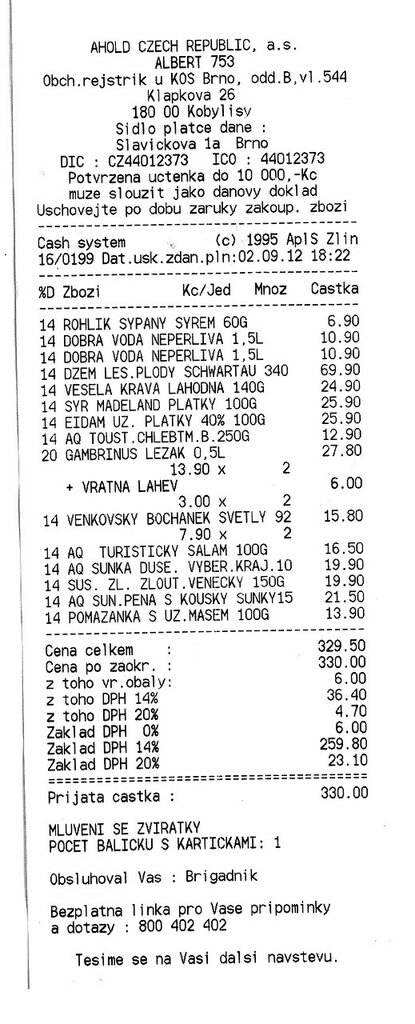 AHOLD CZECH REPUBLIC, a.s.
ALBERT 753
Obch.rejstrik u KOS Brno, odd.B,vl.544
Klapkova 26
180 00 Kobylisy
Sidlo platce dane :
Slavickova 1a Brno
DIC : CZ44012373 ICO : 44012373
Potvrzena uctenka do 10 000,-Kc
muze slouzit jako danovy doklad
Uschovejte po dobu zaruky zakoup. zbozi
Cash system (c) 1995 AplS Zlin
16/0199 Dat.usk.zdan.pln:02.09.12 18:22
%D Zbozi Kc/Jed Mnoz Castka
14 ROHLIK SYPANY SYREM 60G 6.90
14 DOBRA VODA NEPERLIVA 1,5L 10.90
14 DOBRA VODA NEPERLIVA 1,5L 10.90
14 DZEM LES.PLODY SCHWARTAU 340 69.90
14 VESELA KRAVA LAHODNA 140G 24.90
14 SYR MADELAND PLATKY 100G 25.90
14 EIDAM UZ. PLATKY 40% 100G 25.90
14 AQ TOUST.CHLEBTM.B.250G 12.90
20 GAMBRINUS LEZAK 0,5L 27.80
13.90 x 2
+ VRATNA LAHEV 6.00
3.00 x 2
14 VENKOVSKY BOCHANEK SVETLY 92 15.80
7.90 x 2
14 AQ TURISTICKY SALAM 100G 16.50
14 AQ SUNKA DUSE. VYBER.KRAJ.10 19.90
14 SUS. ZL. ZLOUT.VENECKY 150G 19.90
14 AQ SUN.PENA S KOUSKY SUNKY15 21.50
14 POMAZANKA S UZ.MASEM 100G 13.90
Cena celkem : 329.50
Cena po zaokr. : 330.00
z toho vr.obaly: 6.00
z toho DPH 14% 36.40
z toho DPH 20% 4.70
Zaklad DPH 0% 6.00
Zaklad DPH 14% 259.80
Zaklad DPH 20% 23.10
Prijata castka : 330.00
MLUVENI SE ZVIRATKY
POCET BALICKU S KARTICKAMI: 1
Obsluhoval Vas : Brigadnik
Bezplatna linka pro Vase pripominky
a dotazy : 800 402 402
Tesime se na Vasi dalsi navstevu.